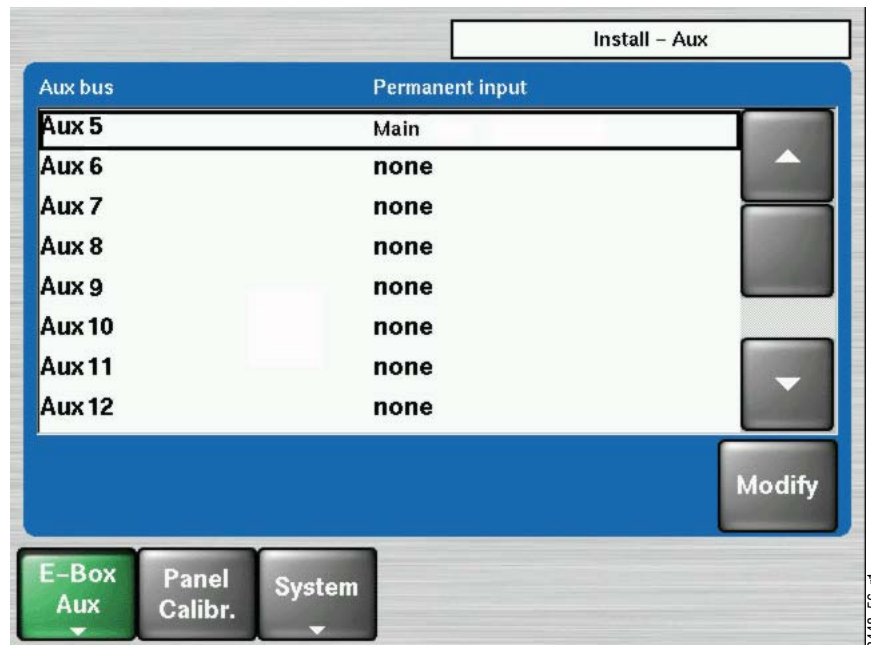 Install – Aux
Aux bus Permanent input
Aux 5 Main
Aux 6 none
Aux 7 none
Aux 8 none
Aux 9 none
Aux 10 none
Aux 11 none
Aux 12 none
Modify
E–Box Aux
Panel Calibr.
System